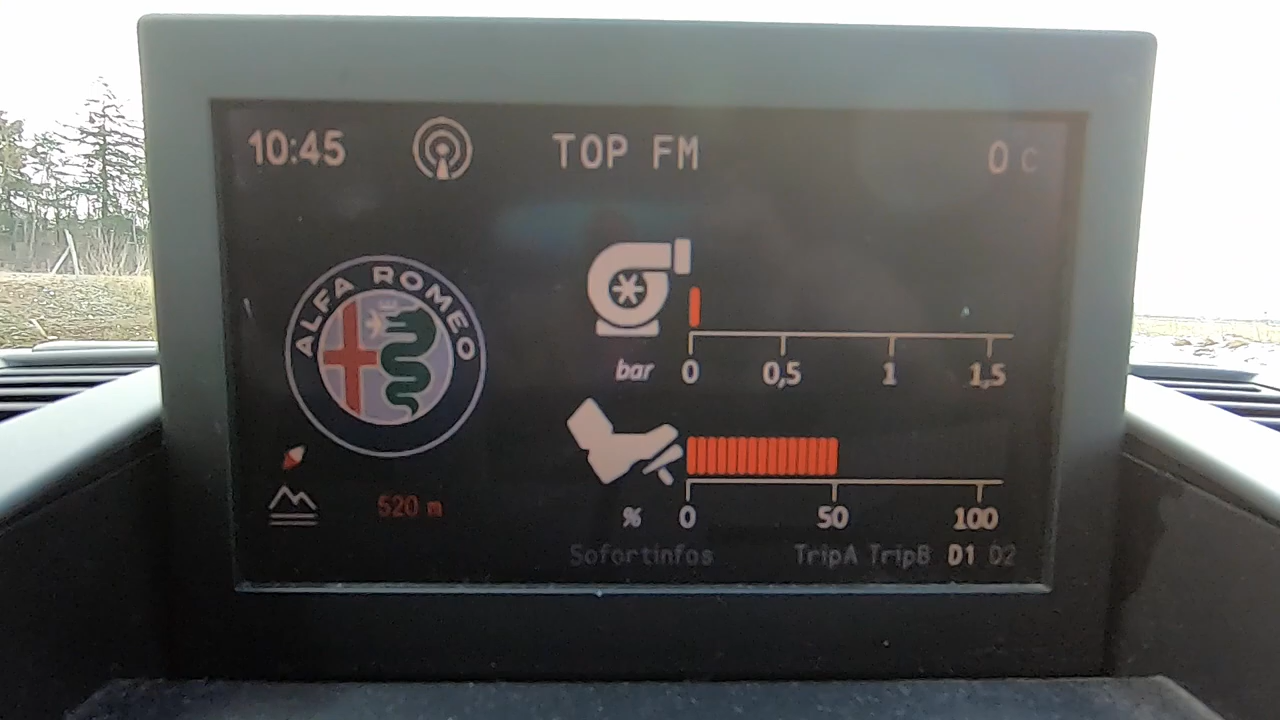 10:45 TOP FM 0 C
ALFA ROMEO
bar 0 0,5 1 1,5
520 m
% 0 50 100
Sofortinfos TripA TripB D1 D2